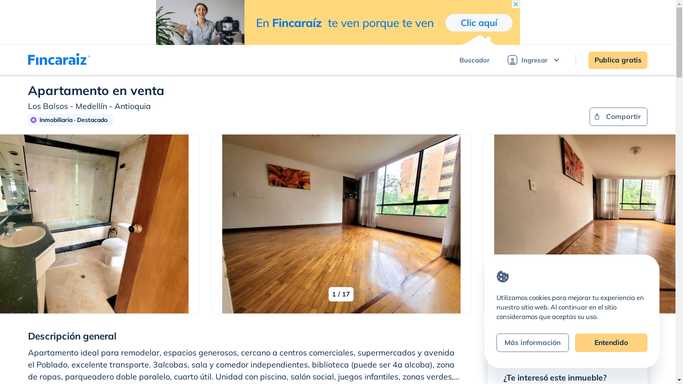 En Fincaraíz te ven porque te ven
Clic aquí
Fincaraíz
Buscador
Ingresar
Publica gratis
Apartamento en venta
Los Balsos - Medellín - Antioquia
Inmobiliaria · Destacado
Compartir
1 / 17
Utilizamos cookies para mejorar tu experiencia en
nuestro sitio web. Al continuar en el sitio
consideramos que aceptas su uso.
Más información
Entendido
Descripción general
Apartamento ideal para remodelar, espacios generosos, cercano a centros comerciales, supermercados y avenida
el Poblado, excelente transporte. 3alcobas, sala y comedor independientes, biblioteca (puede ser 4a alcoba), zona
de ropas, parqueadero doble paralelo, cuarto útil. Unidad con piscina, salón social, juegos infantiles, zonas verdes,...
¿Te interesó este inmueble?